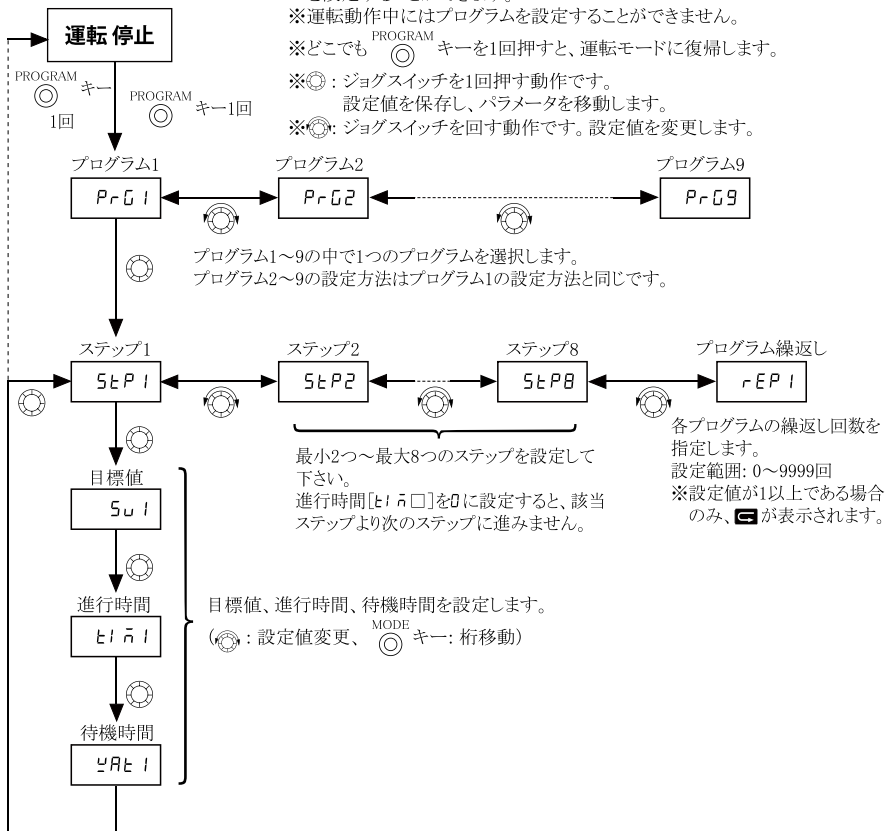 ※運転動作中にはプログラムを設定することができません。
運転 停止
※どこでも PROGRAM キーを1回押すと、運転モードに復帰します。
PROGRAM キー
1回
PROGRAM キー1回
※ : ジョグスイッチを1回押す動作です。
設定値を保存し、パラメータを移動します。
※ : ジョグスイッチを回す動作です。設定値を変更します。
プログラム1 プログラム2 プログラム9
PrG1 PrG2 PrG9
プログラム1～9の中で1つのプログラムを選択します。
プログラム2～9の設定方法はプログラム1の設定方法と同じです。
ステップ1 ステップ2 ステップ8 プログラム繰返し
StP1 StP2 StP8 rEP1
各プログラムの繰返し回数を
指定します。
設定範囲: 0～9999回
※設定値が1以上である場合
のみ、 が表示されます。
最小2つ～最大8つのステップを設定して
下さい。
進行時間[tIm□]を0に設定すると、該当
ステップより次のステップに進みません。
目標値
Sv1
進行時間
tIm1
目標値、進行時間、待機時間を設定します。
( : 設定値変更、 MODE キー: 桁移動)
待機時間
WAt1